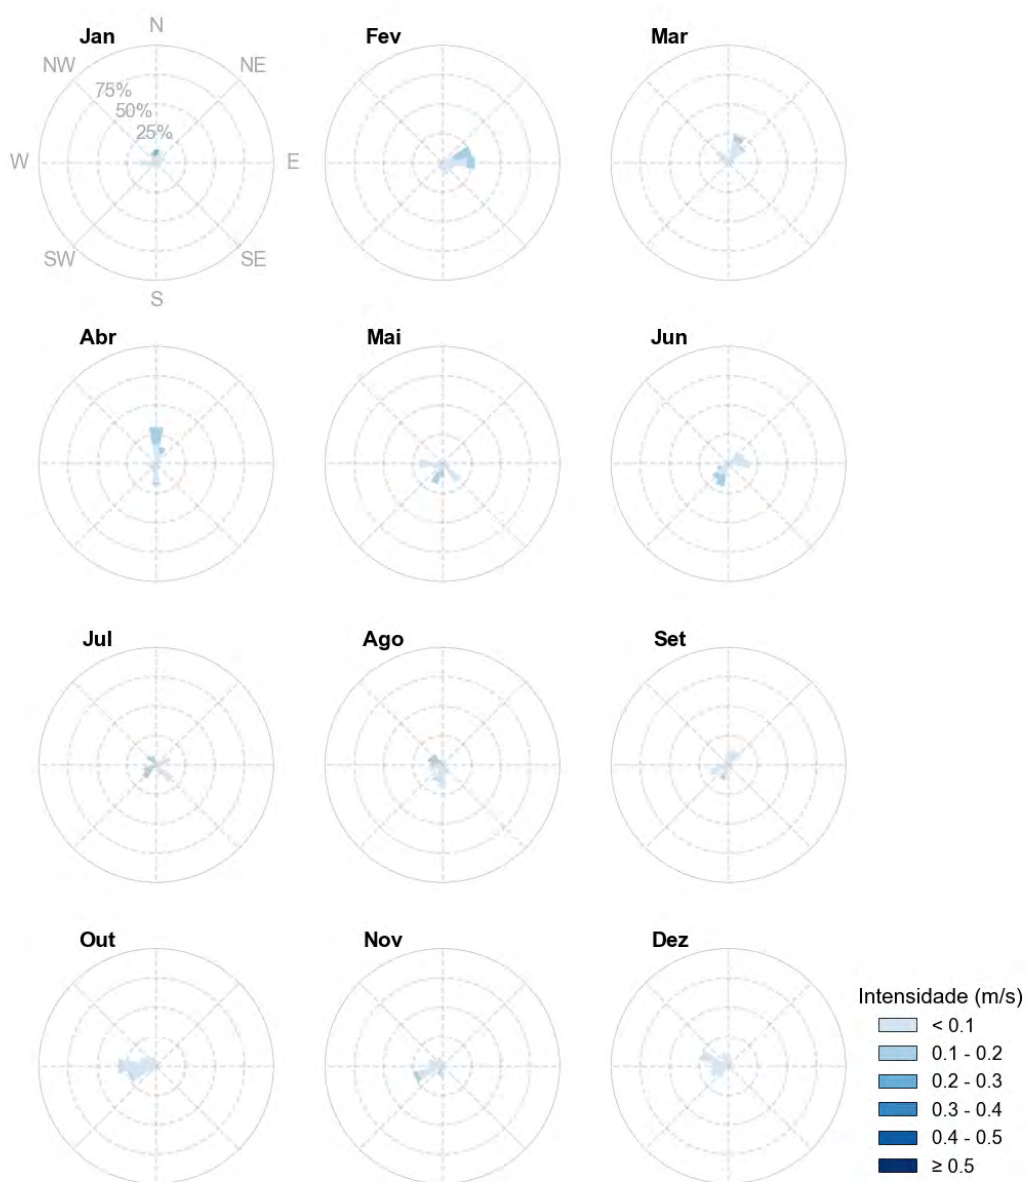 Jan
N
NW
NE
75%
50%
25%
W
E
SW
SE
S
Fev
Mar
Abr
Mai
Jun
Jul
Ago
Set
Out
Nov
Dez
Intensidade (m/s)
< 0.1
0.1 - 0.2
0.2 - 0.3
0.3 - 0.4
0.4 - 0.5
≥ 0.5